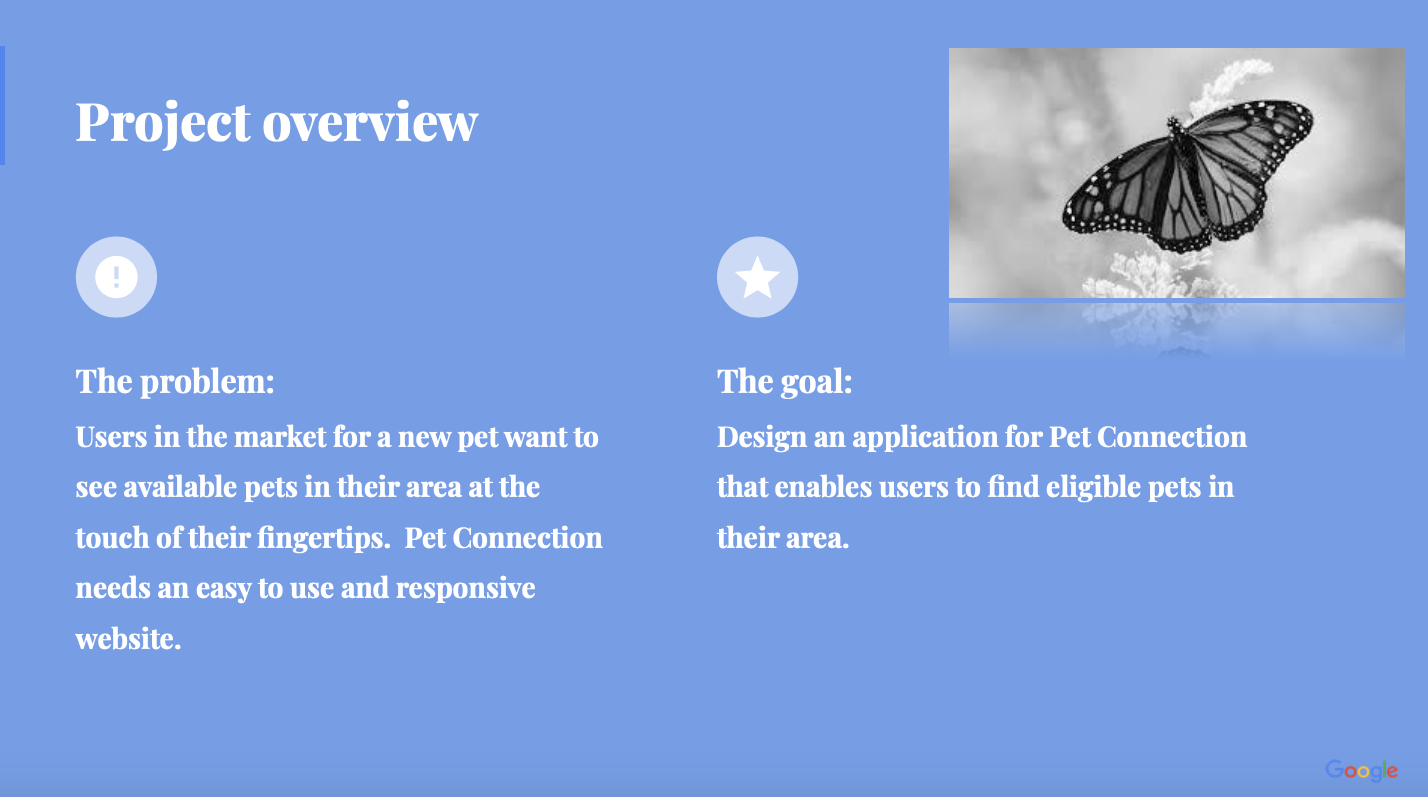 Project overview
The problem:
Users in the market for a new pet want to
see available pets in their area at the
touch of their fingertips.  Pet Connection
needs an easy to use and responsive
website.
The goal:
Design an application for Pet Connection
that enables users to find eligible pets in
their area.
Google